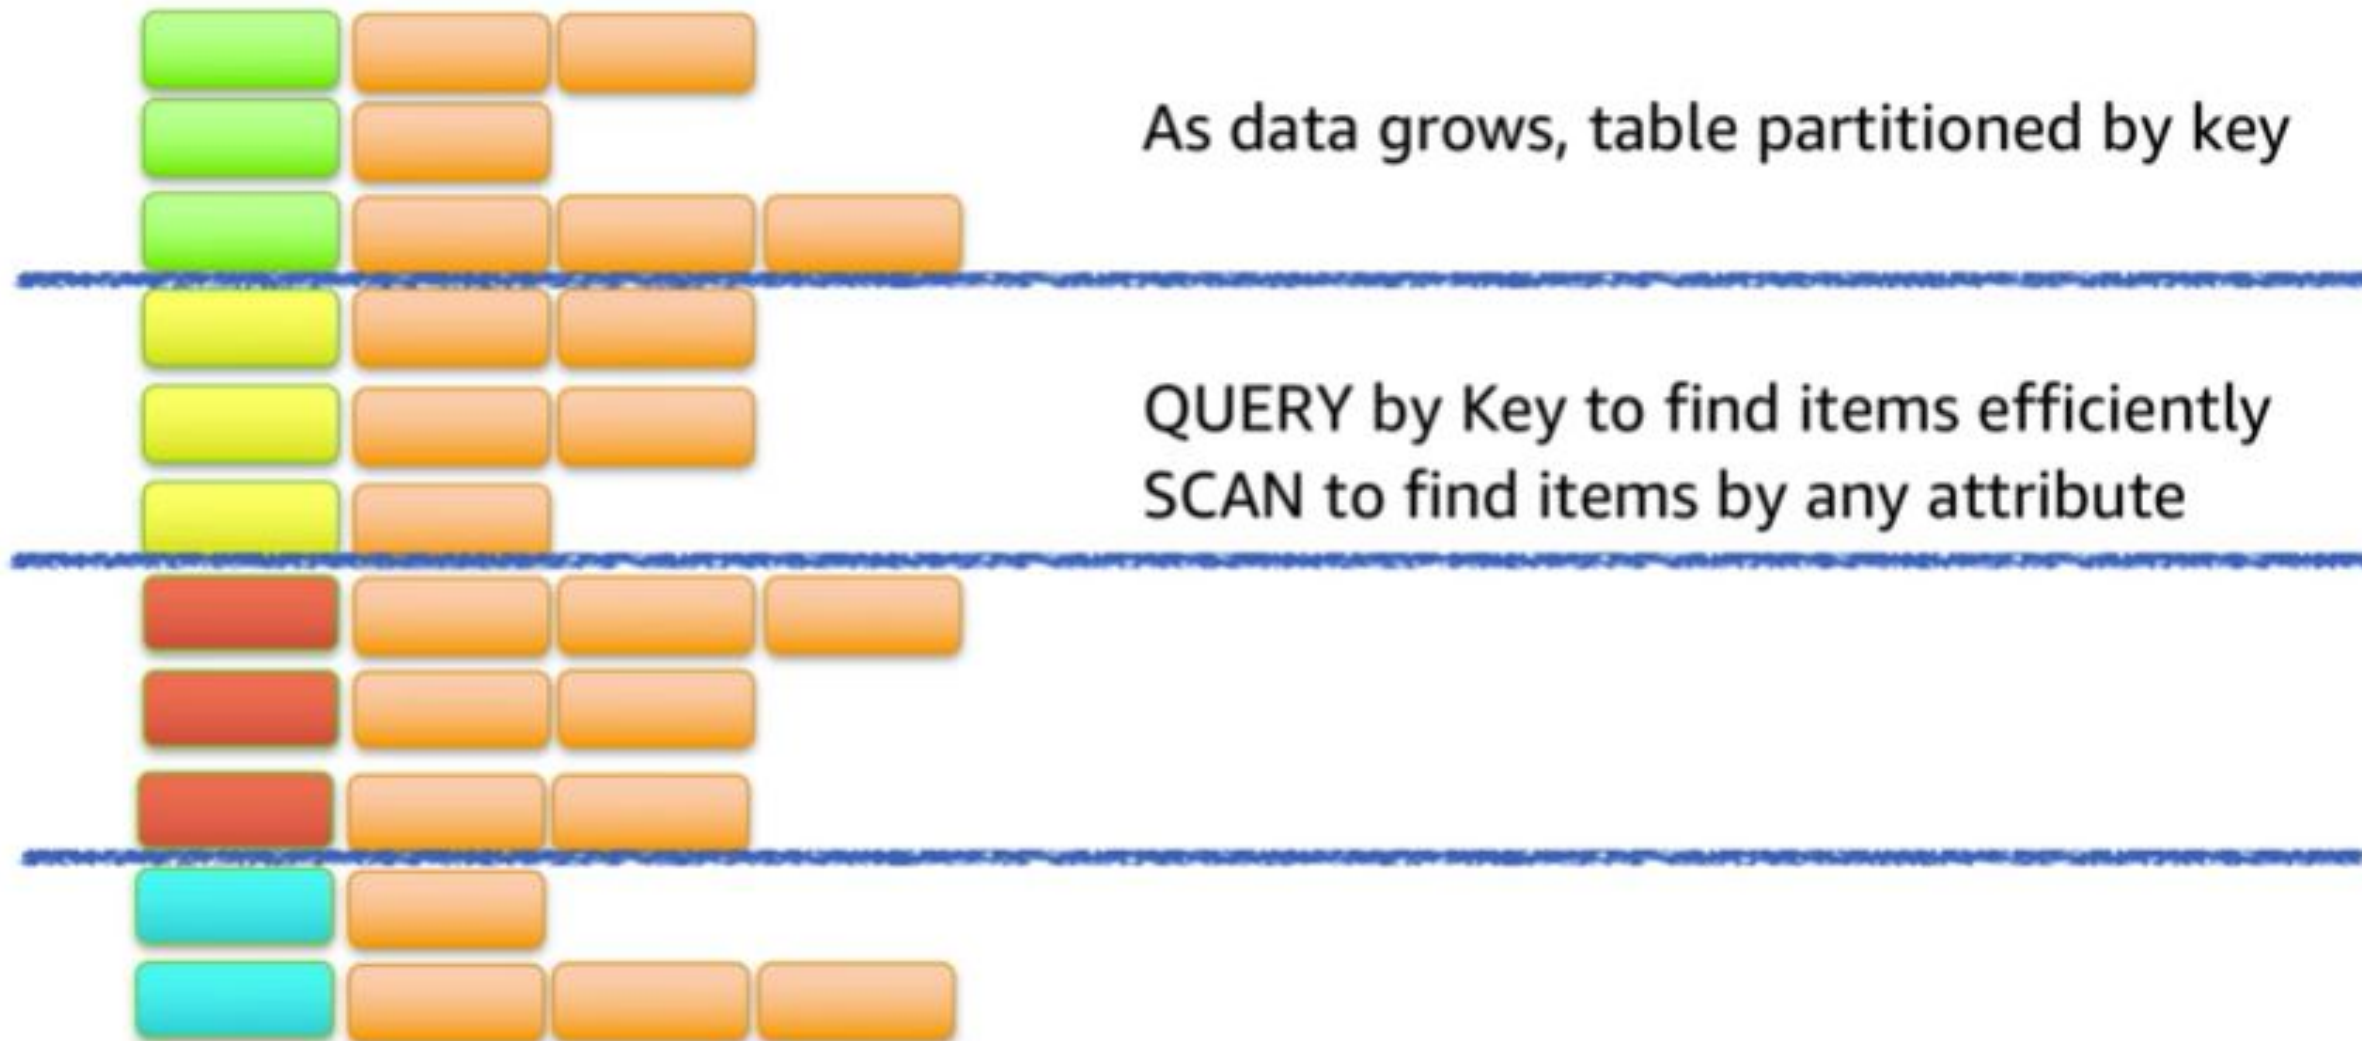 As data grows, table partitioned by key
QUERY by Key to find items efficiently
SCAN to find items by any attribute